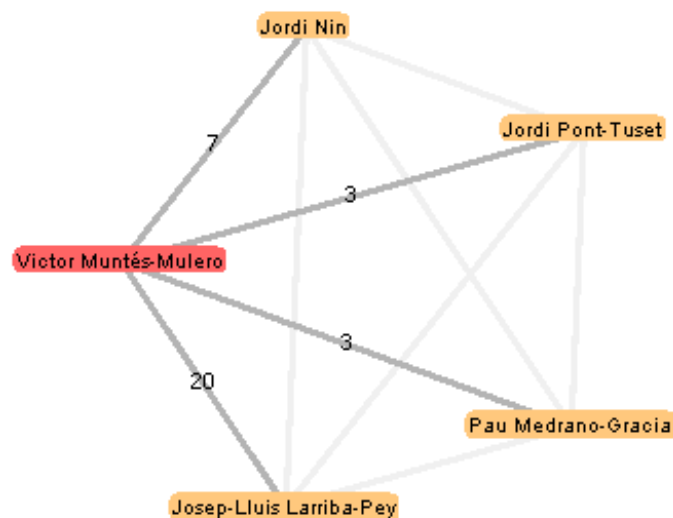 Jordi Nin
Jordi Pont-Tuset
7
3
Victor Muntés-Mulero
3
20
Pau Medrano-Gracia
Josep-Lluis Larriba-Pey